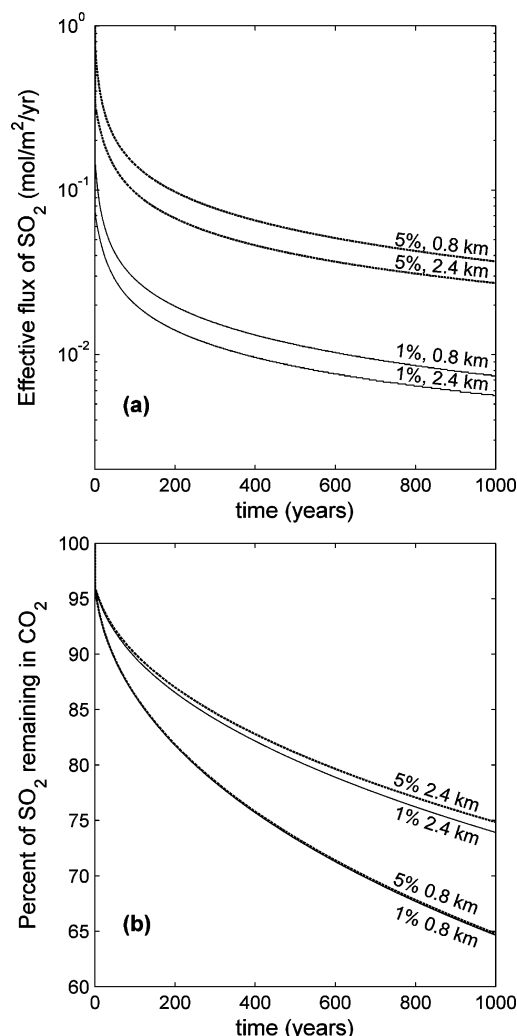 10⁰
10⁻¹
10⁻²
Effective flux of SO₂ (mol/m²/yr)
5%, 0.8 km
5%, 2.4 km
1%, 0.8 km
1%, 2.4 km
(a)
0 200 400 600 800 1000
time (years)
100
95
90
85
80
75
70
65
60
Percent of SO₂ remaining in CO₂
5% 2.4 km
1% 2.4 km
5% 0.8 km
1% 0.8 km
(b)
0 200 400 600 800 1000
time (years)